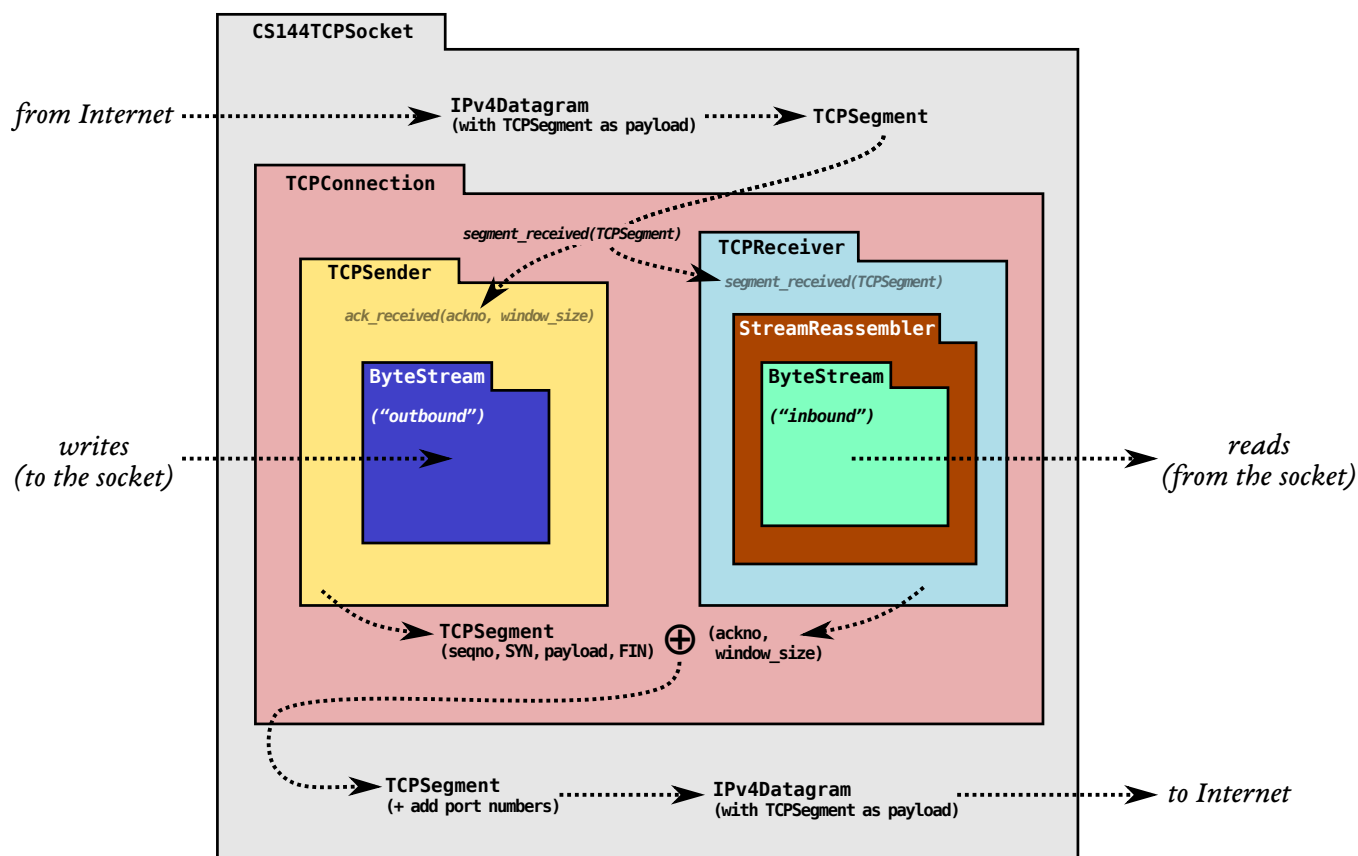 CS144TCPSocket
from Internet
IPv4Datagram
(with TCPSegment as payload)
TCPSegment
TCPConnection
segment_received(TCPSegment)
TCPSender
ack_received(ackno, window_size)
ByteStream
(“outbound”)
TCPReceiver
segment_received(TCPSegment)
StreamReassembler
ByteStream
(“inbound”)
writes
(to the socket)
reads
(from the socket)
TCPSegment
(seqno, SYN, payload, FIN)
(ackno,
window_size)
TCPSegment
(+ add port numbers)
IPv4Datagram
(with TCPSegment as payload)
to Internet